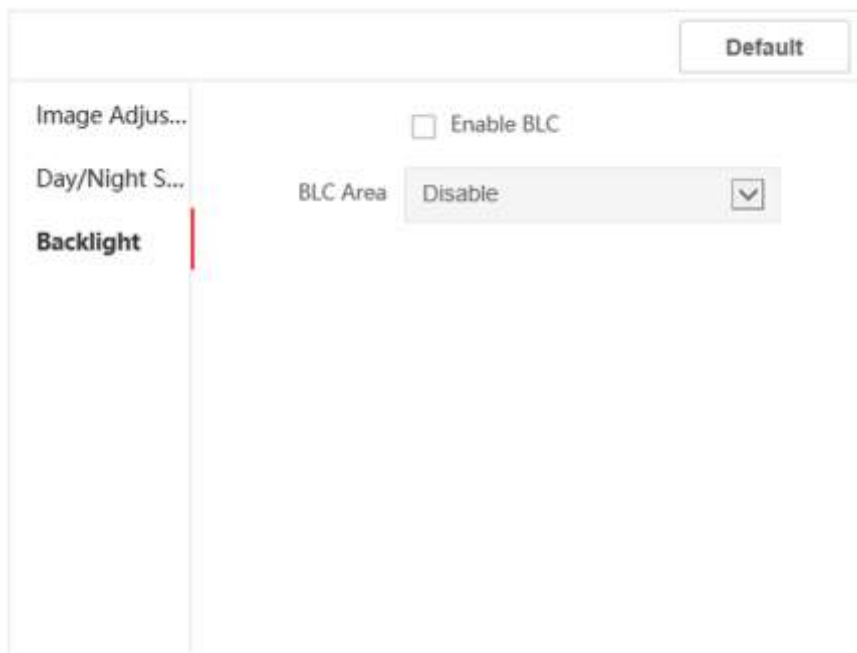 Default
Image Adjus...
Enable BLC
Day/Night S...
BLC Area Disable
Backlight